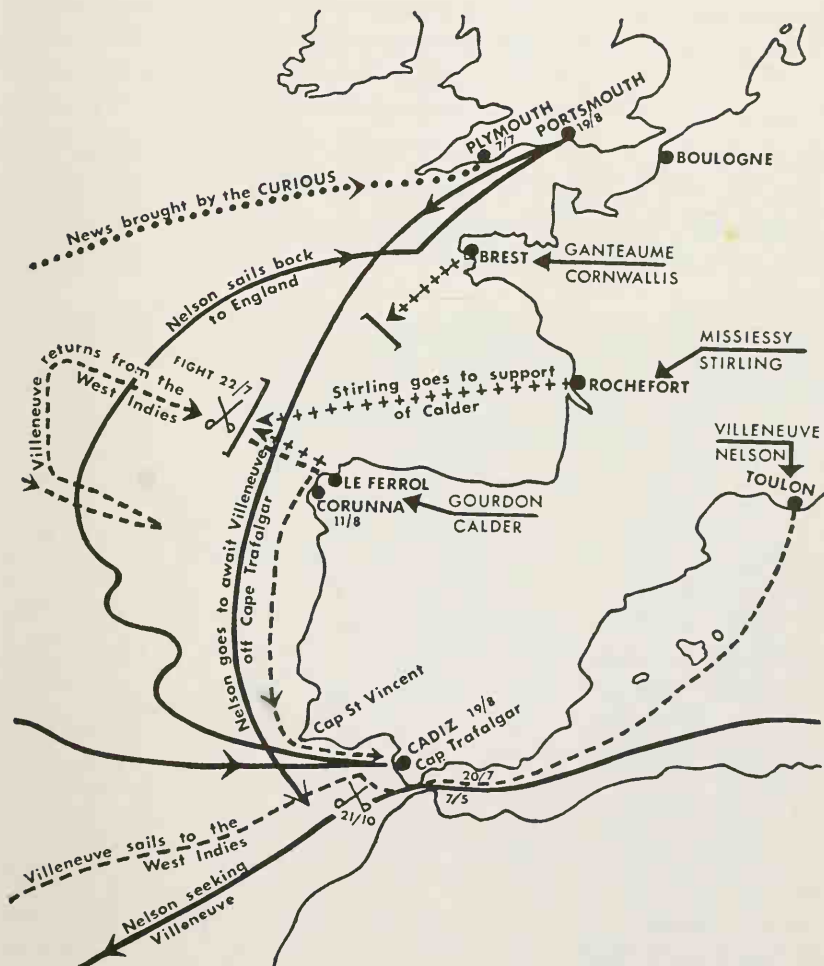 PLYMOUTH
7/7
PORTSMOUTH
19/8
BOULOGNE
News brought by the CURIOUS
Nelson sails back
to England
BREST
GANTEAUME
CORNWALLIS
MISSIESSY
STIRLING
ROCHEFORT
Villeneuve returns from the
West Indies
FIGHT 22/7
Stirling goes to support
of Calder
VILLENEUVE
NELSON
TOULON
LE FERROL
CORUNNA
11/8
GOURDON
CALDER
Nelson goes to await Villeneuve
off Cape Trafalgar
Cap St Vincent
CADIZ 19/8
Cap Trafalgar
20/7
7/5
21/10
Villeneuve sails to the
West Indies
Nelson seeking
Villeneuve